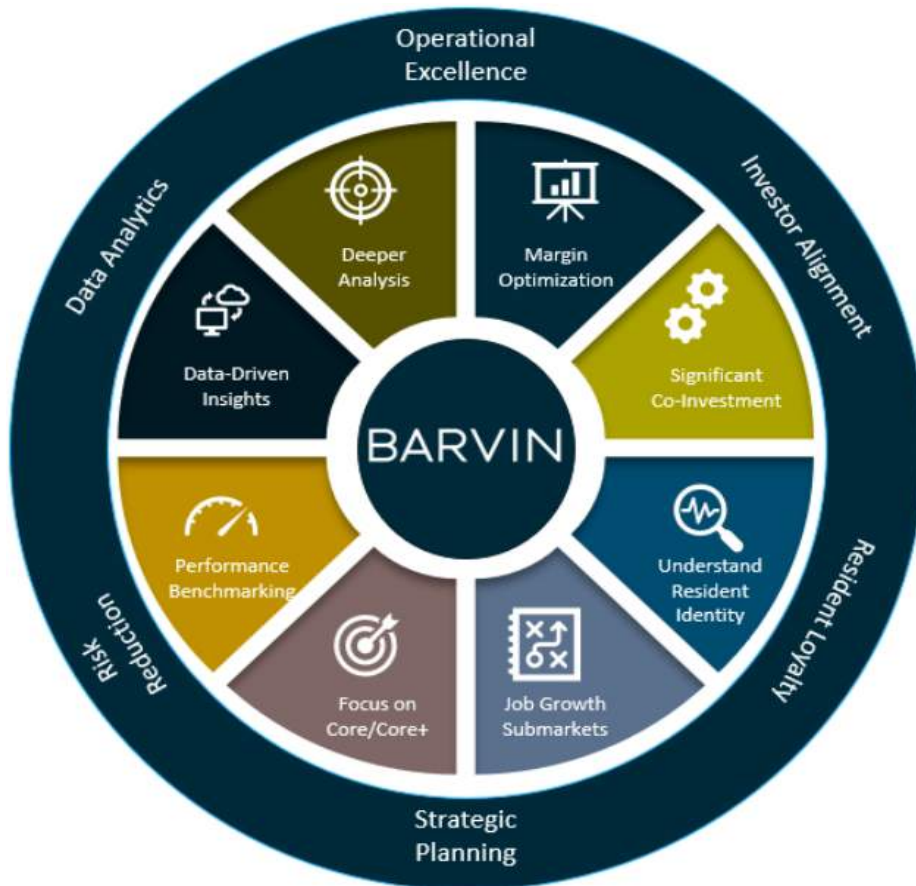 Operational
Excellence
Investor Alignment
Resident Loyalty
Strategic
Planning
Risk
Reduction
Data Analytics
Deeper
Analysis
Margin
Optimization
Significant
Co-Investment
Understand
Resident
Identity
Job Growth
Submarkets
Focus on
Core/Core+
Performance
Benchmarking
Data-Driven
Insights
BARVIN